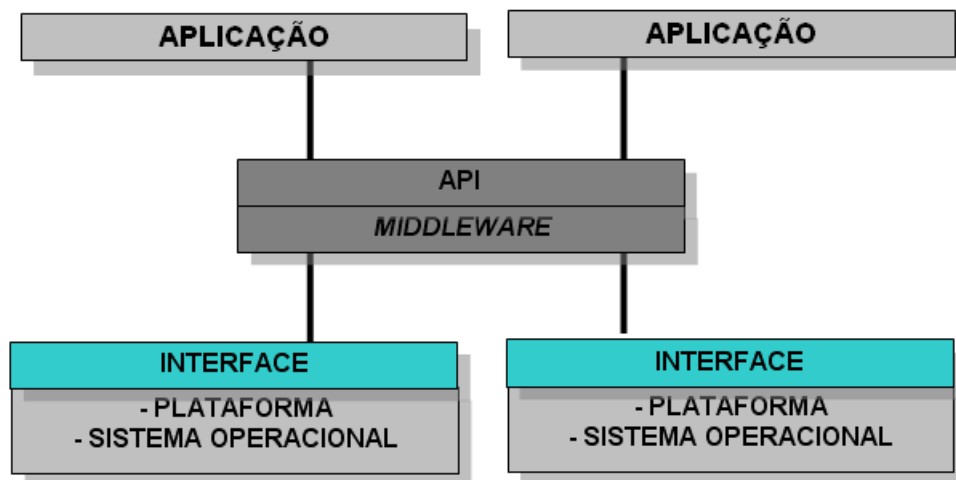 APLICAÇÃO
APLICAÇÃO
API
MIDDLEWARE
INTERFACE
- PLATAFORMA
- SISTEMA OPERACIONAL
INTERFACE
- PLATAFORMA
- SISTEMA OPERACIONAL